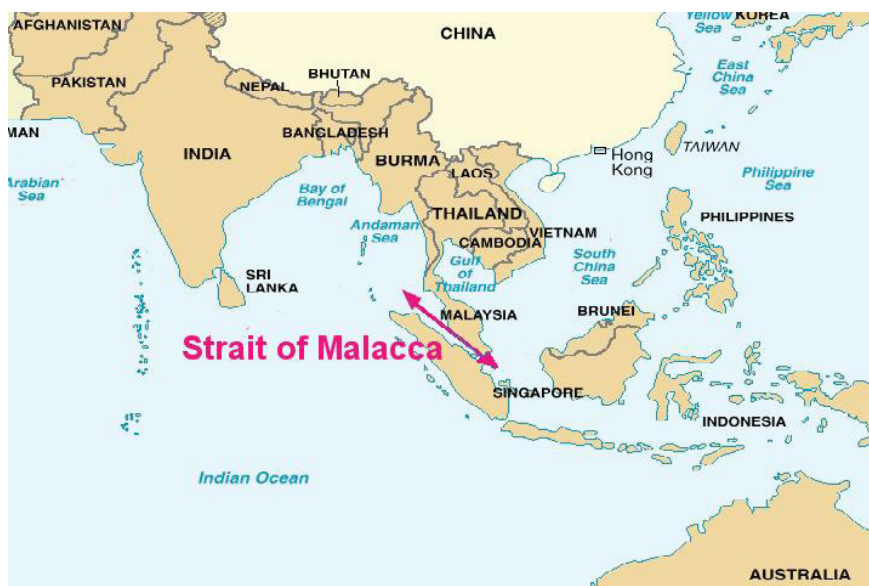 AFGHANISTAN
PAKISTAN
MAN
Arabian
Sea
NEPAL
BHUTAN
BANGLADESH
INDIA
CHINA
BURMA
LAOS
THAILAND
VIETNAM
CAMBODIA
Bay of
Bengal
Andaman
Sea
Gulf
of
Thailand
SRI
LANKA
Yellow
Sea
KOREA
East
China
Sea
Hong
Kong
TAIWAN
Philippine
Sea
PHILIPPINES
South
China
Sea
MALAYSIA
BRUNEI
Strait of Malacca
SINGAPORE
INDONESIA
Indian Ocean
AUSTRALIA